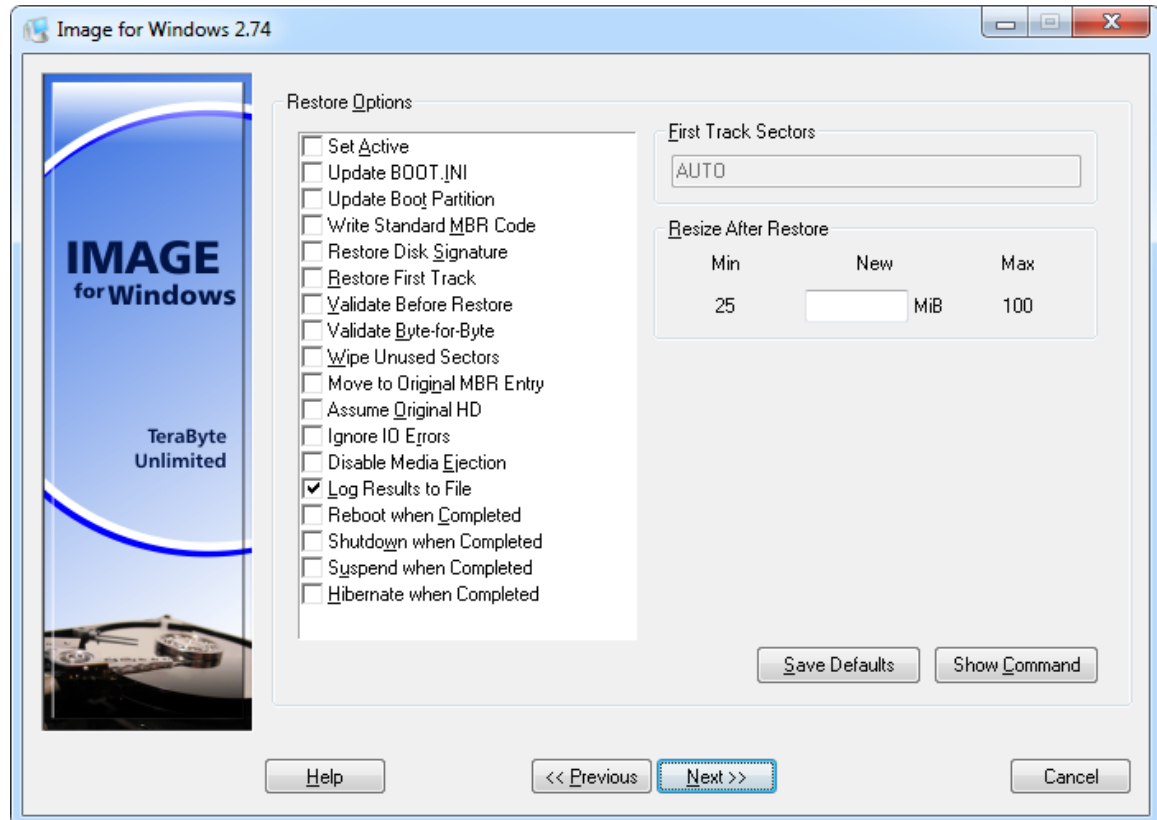 Image for Windows 2.74
IMAGE
for Windows
TeraByte
Unlimited
Restore Options
Set Active
Update BOOT.INI
Update Boot Partition
Write Standard MBR Code
Restore Disk Signature
Restore First Track
Validate Before Restore
Validate Byte-for-Byte
Wipe Unused Sectors
Move to Original MBR Entry
Assume Original HD
Ignore IO Errors
Disable Media Ejection
Log Results to File
Reboot when Completed
Shutdown when Completed
Suspend when Completed
Hibernate when Completed
First Track Sectors
AUTO
Resize After Restore
Min New Max
25 MiB 100
Save Defaults Show Command
Help << Previous Next >> Cancel